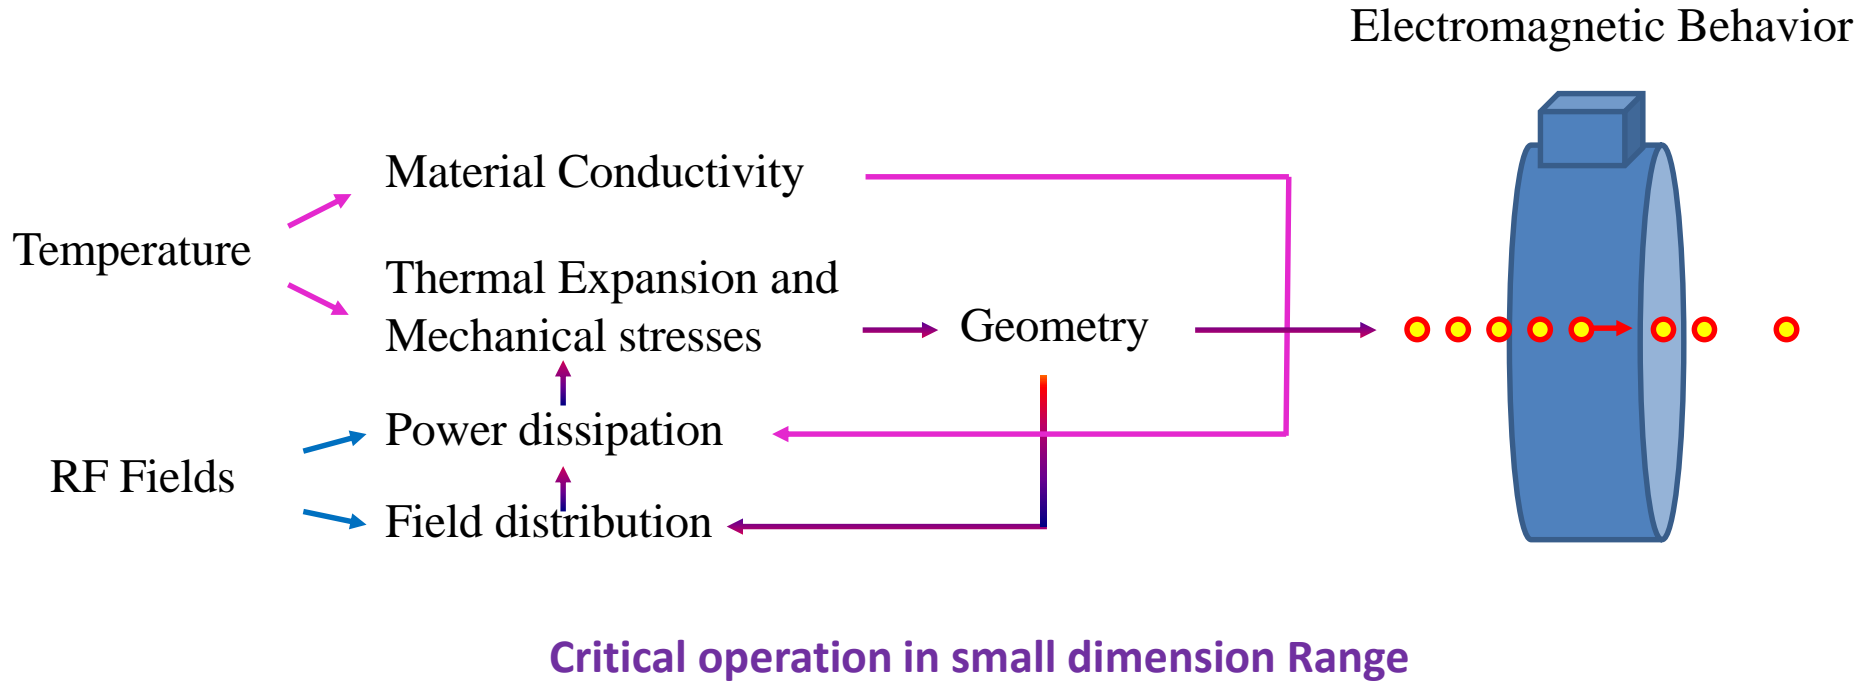 Electromagnetic Behavior
Material Conductivity
Temperature
Thermal Expansion and
Mechanical stresses
Geometry
Power dissipation
RF Fields
Field distribution
Critical operation in small dimension Range